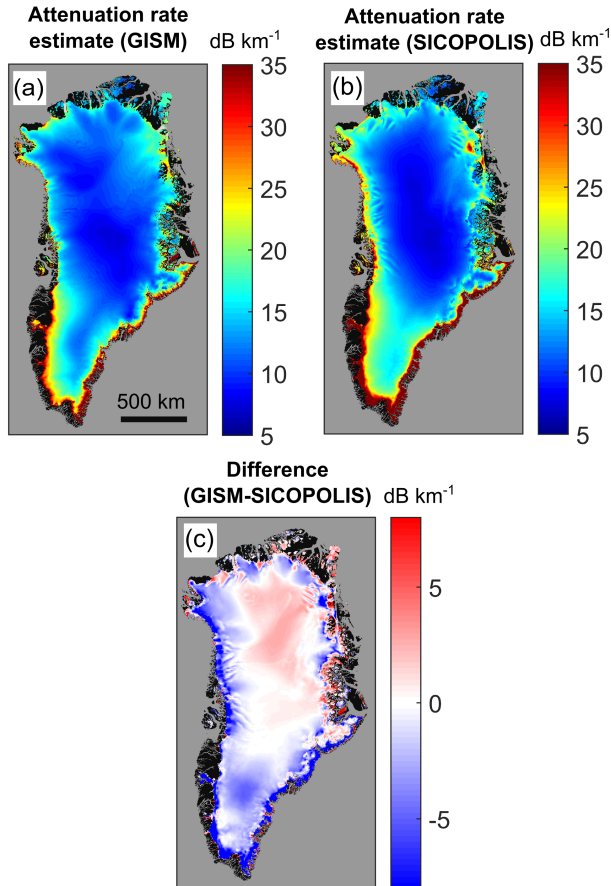 Attenuation rate
estimate (GISM)
dB km⁻¹
(a)
35
30
25
20
15
10
5
500 km
Attenuation rate
estimate (SICOPOLIS)
dB km⁻¹
(b)
35
30
25
20
15
10
5
Difference
(GISM-SICOPOLIS)
dB km⁻¹
(c)
5
0
-5